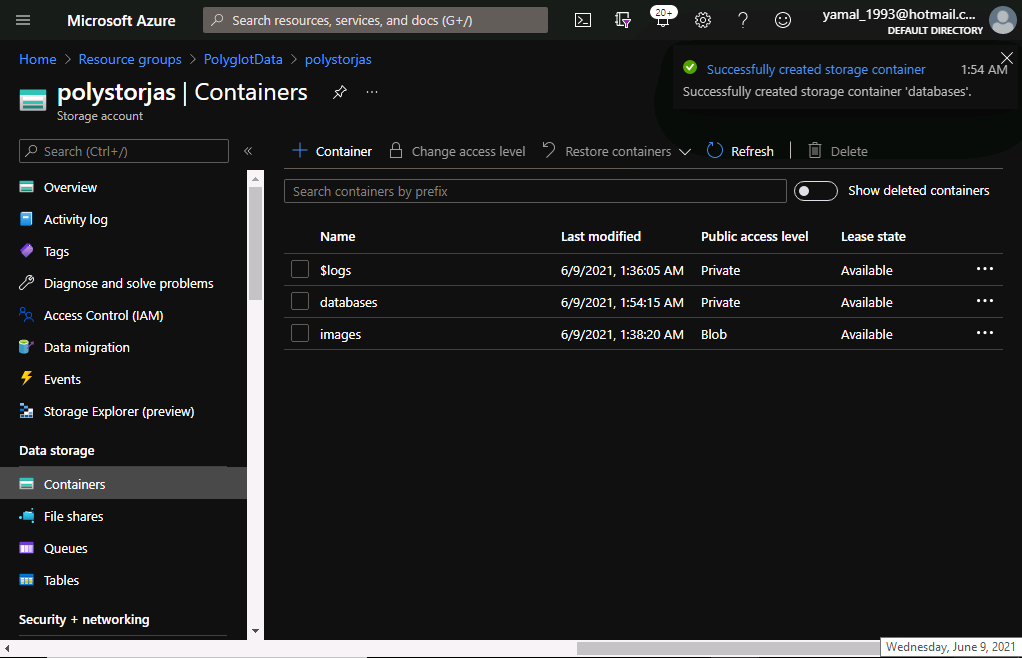 Microsoft Azure
Search resources, services, and docs (G+/)
20+
yamal_1993@hotmail.c...
DEFAULT DIRECTORY
Home > Resource groups > PolyglotData > polystorjas
Successfully created storage container 1:54 AM
Successfully created storage container 'databases'.
polystorjas | Containers
Storage account
Search (Ctrl+/)
Container Change access level Restore containers Refresh Delete
Search containers by prefix
Show deleted containers
Name Last modified Public access level Lease state
$logs 6/9/2021, 1:36:05 AM Private Available
databases 6/9/2021, 1:54:15 AM Private Available
images 6/9/2021, 1:38:20 AM Blob Available
Overview
Activity log
Tags
Diagnose and solve problems
Access Control (IAM)
Data migration
Events
Storage Explorer (preview)
Data storage
Containers
File shares
Queues
Tables
Security + networking
Wednesday, June 9, 2021